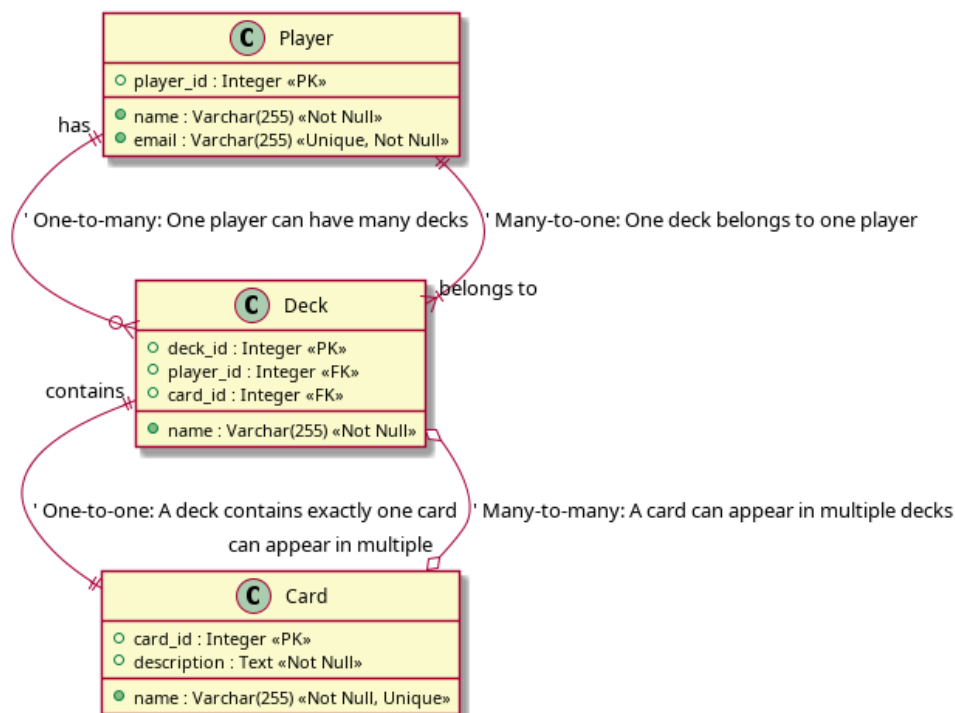 C Player
player_id : Integer «PK»
name : Varchar(255) «Not Null»
email : Varchar(255) «Unique, Not Null»
has
' One-to-many: One player can have many decks
' Many-to-one: One deck belongs to one player
belongs to
C Deck
deck_id : Integer «PK»
player_id : Integer «FK»
card_id : Integer «FK»
name : Varchar(255) «Not Null»
contains
' One-to-one: A deck contains exactly one card
' Many-to-many: A card can appear in multiple decks
can appear in multiple
C Card
card_id : Integer «PK»
description : Text «Not Null»
name : Varchar(255) «Not Null, Unique»